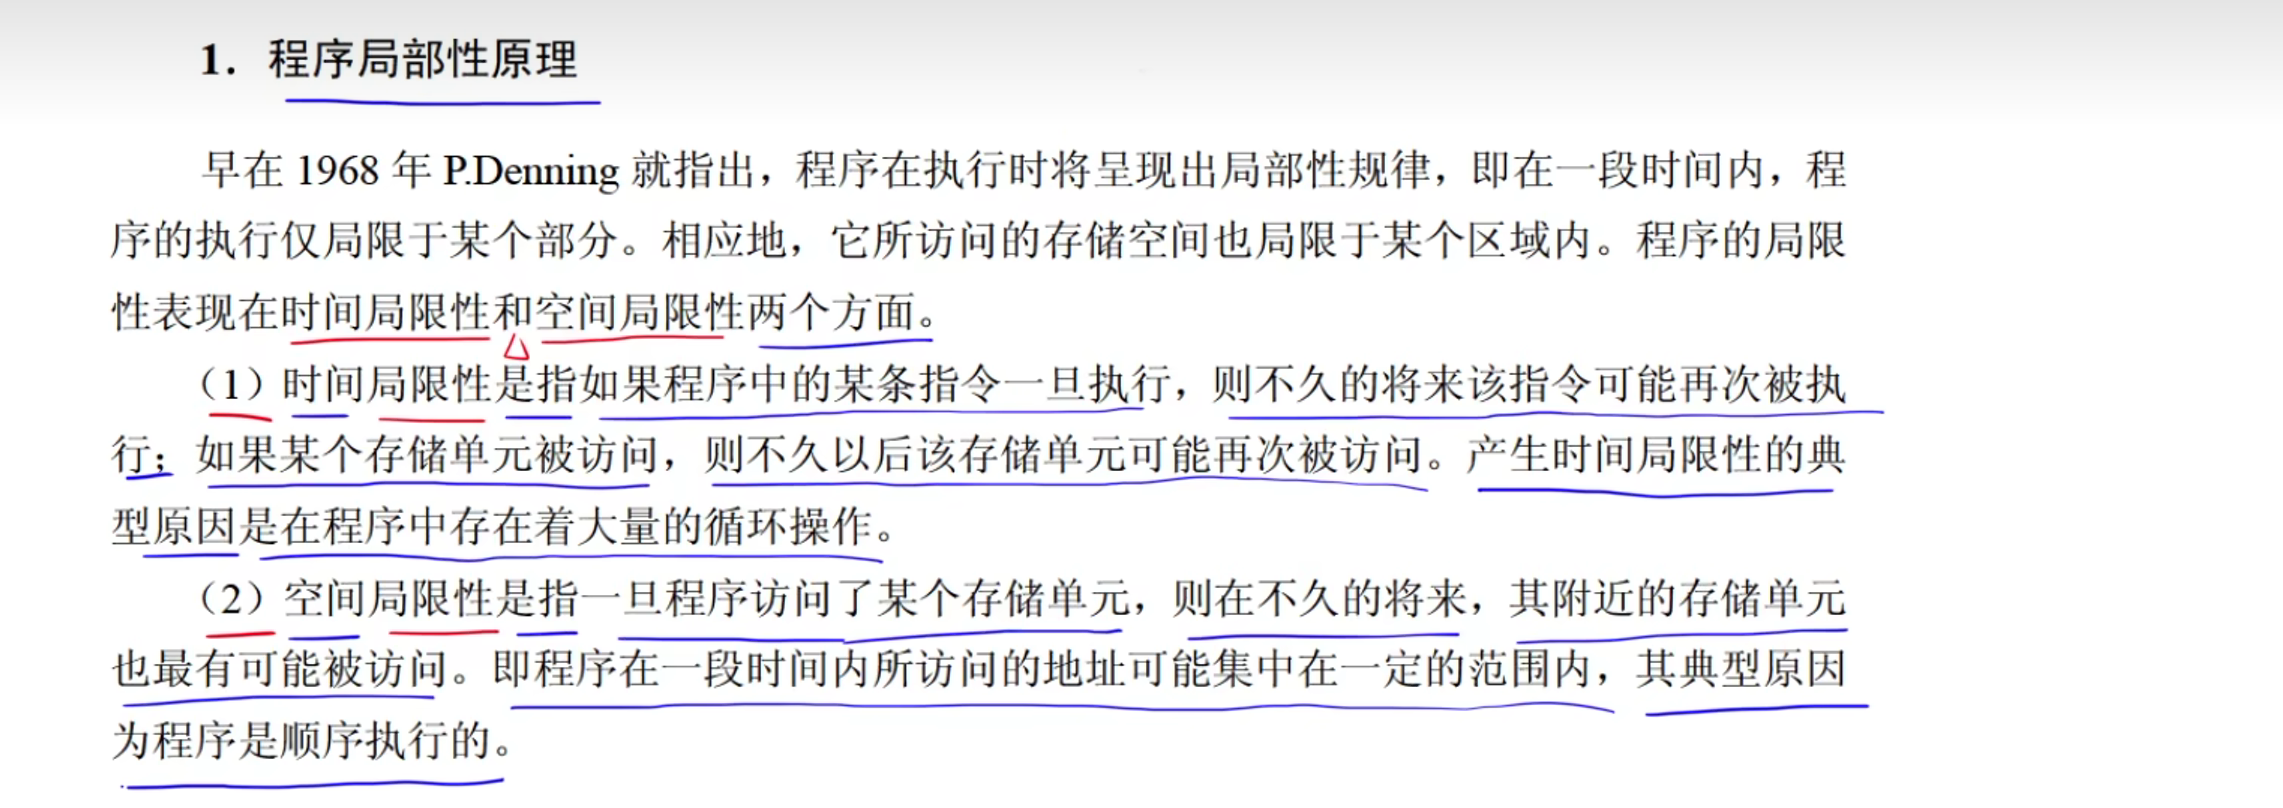 1. 程序局部性原理
早在 1968 年 P.Denning 就指出，程序在执行时将呈现出局部性规律，即在一段时间内，程
序的执行仅局限于某个部分。相应地，它所访问的存储空间也局限于某个区域内。程序的局限
性表现在时间局限性和空间局限性两个方面。
（1）时间局限性是指如果程序中的某条指令一旦执行，则不久的将来该指令可能再次被执
行；如果某个存储单元被访问，则不久以后该存储单元可能再次被访问。产生时间局限性的典
型原因是在程序中存在着大量的循环操作。
（2）空间局限性是指一旦程序访问了某个存储单元，则在不久的将来，其附近的存储单元
也最有可能被访问。即程序在一段时间内所访问的地址可能集中在一定的范围内，其典型原因
为程序是顺序执行的。